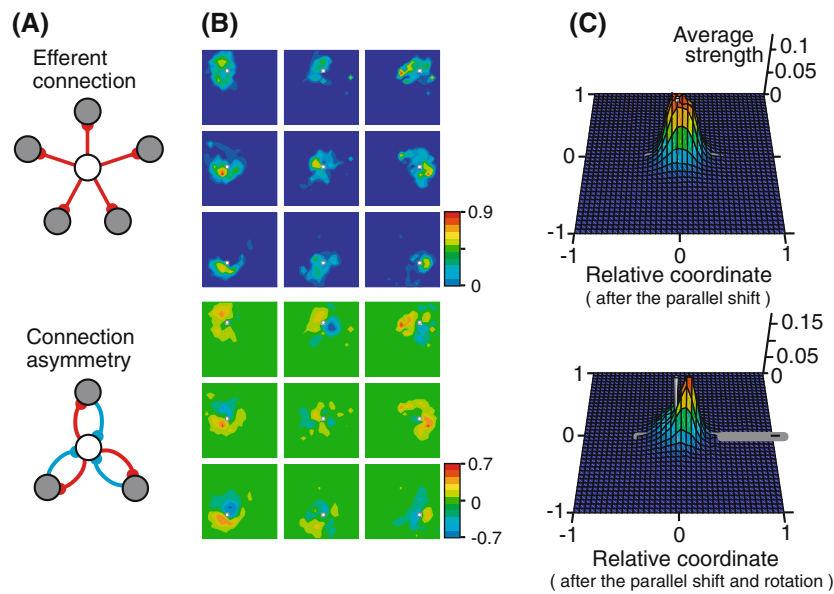 (A)
Efferent
connection
Connection
asymmetry
(B)
0.9
0
0.7
0
-0.7
(C)
Average
strength
0.1
0.05
0
1
0
-1
-1
0
1
Relative coordinate
( after the parallel shift )
0.15
0.05
0
1
0
-1
-1
0
1
Relative coordinate
( after the parallel shift and rotation )